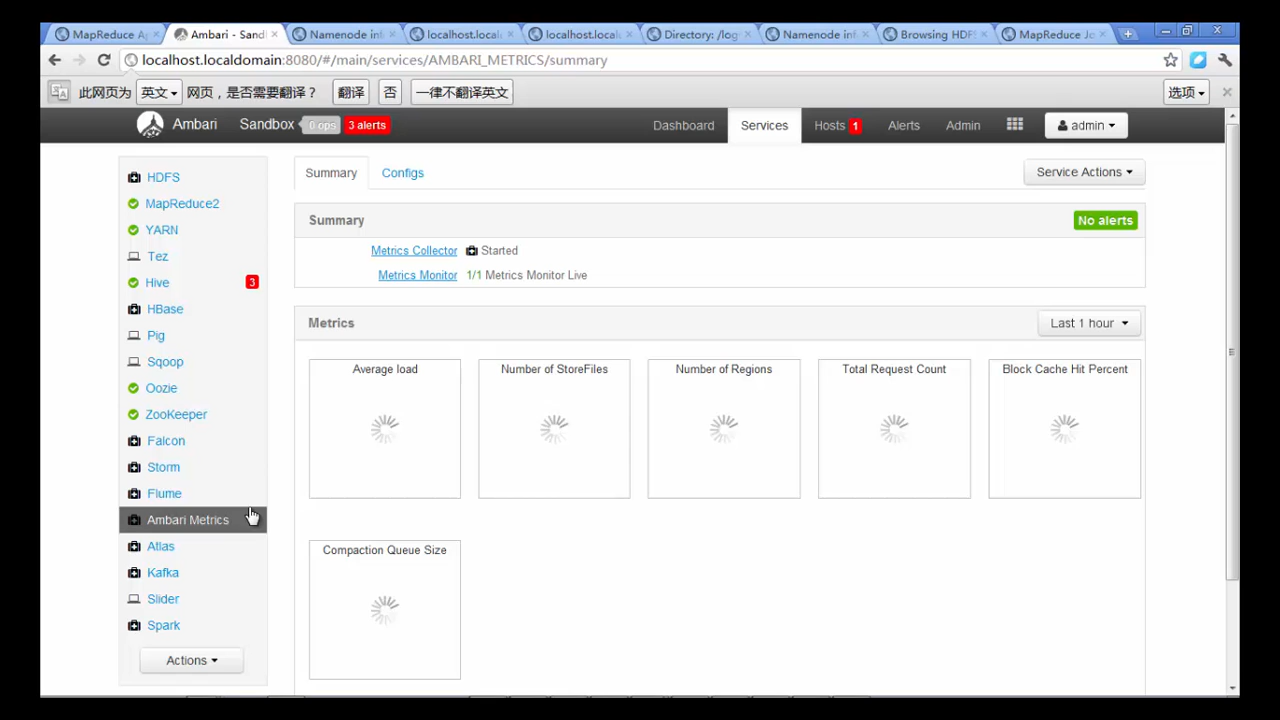 MapReduce Ap
Ambari - Sand
Namenode inf
localhost.locald
localhost.local
Directory: /log
Namenode inf
Browsing HDFS
MapReduce Jo
localhost.localdomain:8080/#/main/services/AMBARI_METRICS/summary
此网页为 英文 网页，是否需要翻译？ 翻译 否 一律不翻译英文 选项
Ambari Sandbox 0 ops 3 alerts Dashboard Services Hosts 1 Alerts Admin admin
HDFS
MapReduce2
YARN
Tez
Hive 3
HBase
Pig
Sqoop
Oozie
ZooKeeper
Falcon
Storm
Flume
Ambari Metrics
Atlas
Kafka
Slider
Spark
Actions
Summary Configs Service Actions
Summary No alerts
Metrics Collector Started
Metrics Monitor 1/1 Metrics Monitor Live
Metrics Last 1 hour
Average load
Number of StoreFiles
Number of Regions
Total Request Count
Block Cache Hit Percent
Compaction Queue Size